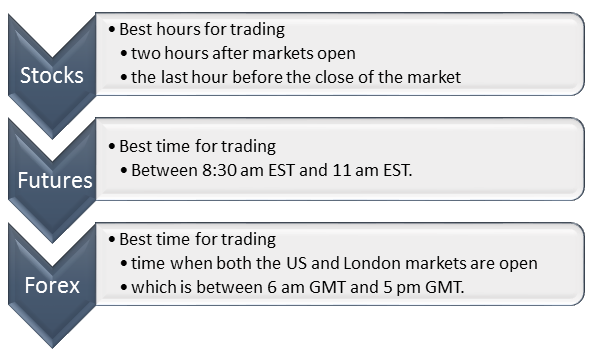 Stocks
• Best hours for trading
• two hours after markets open
• the last hour before the close of the market
Futures
• Best time for trading
• Between 8:30 am EST and 11 am EST.
Forex
• Best time for trading
• time when both the US and London markets are open
• which is between 6 am GMT and 5 pm GMT.